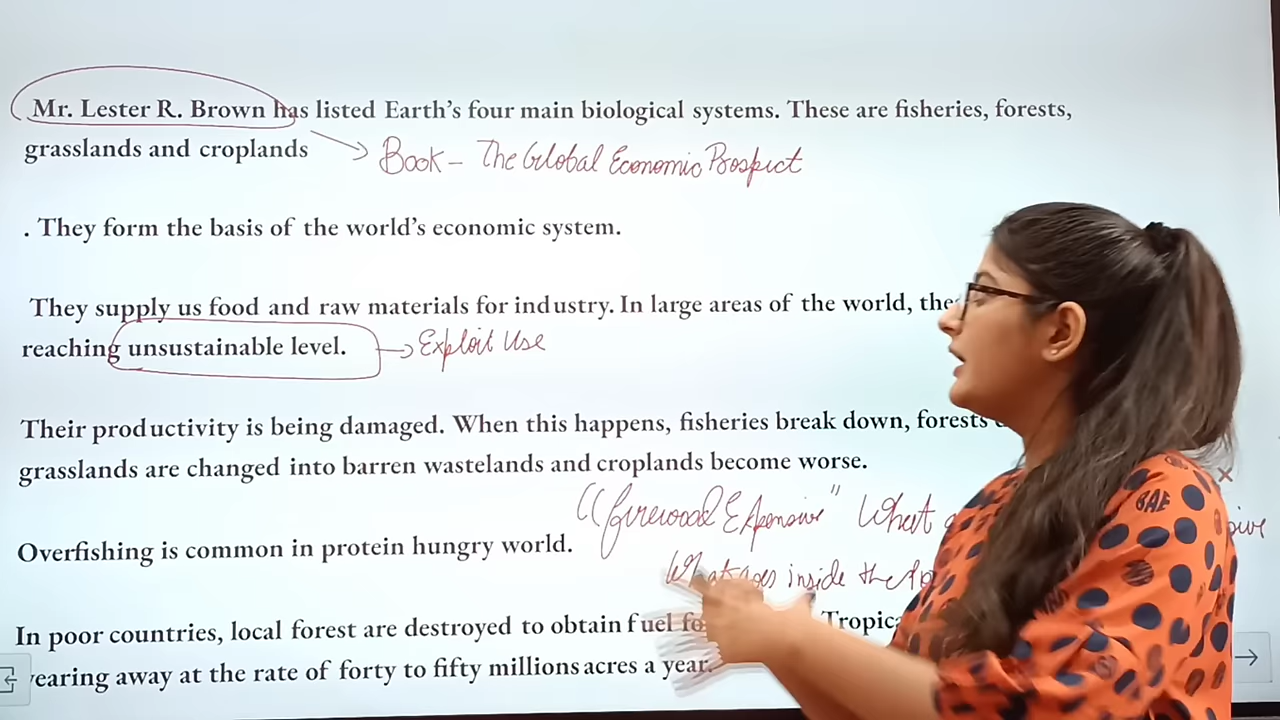 Mr. Lester R. Brown has listed Earth's four main biological systems. These are fisheries, forests,
grasslands and croplands
Book - The Global Economic Prospect
. They form the basis of the world's economic system.
They supply us food and raw materials for industry. In large areas of the world,
reaching unsustainable level.
Exploit Use
Their productivity is being damaged. When this happens, fisheries break down, forests
grasslands are changed into barren wastelands and croplands become worse.
"firewood Expensive" What
Overfishing is common in protein hungry world.
What goes inside the
In poor countries, local forest are destroyed to obtain fuel
wearing away at the rate of forty to fifty millions acres a year.
BAE